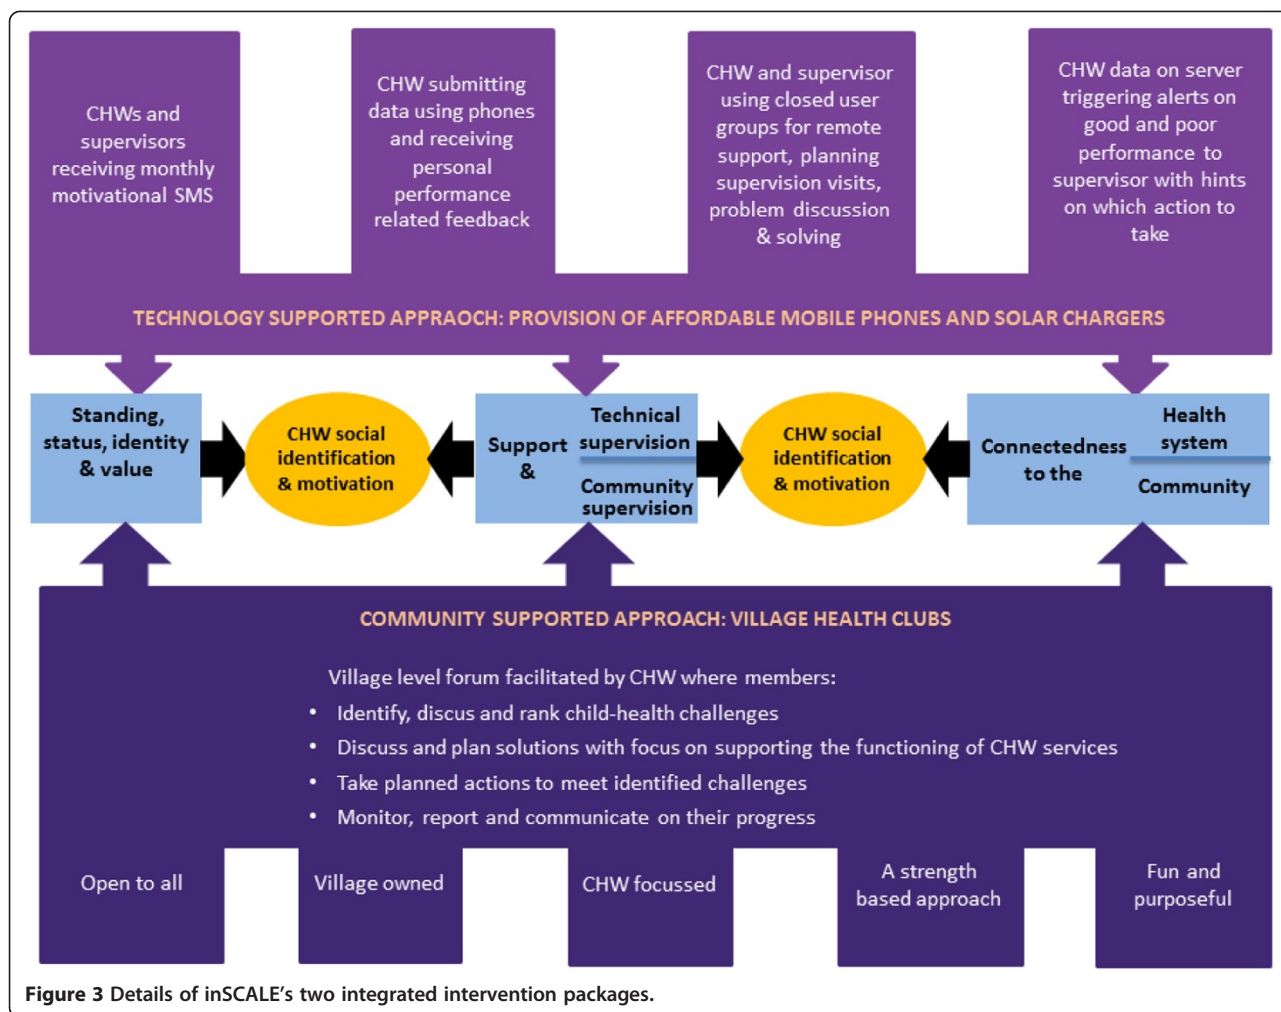 CHWs and
supervisors
receiving monthly
motivational SMS
CHW submitting
data using phones
and receiving
personal
performance
related feedback
CHW and supervisor
using closed user
groups for remote
support, planning
supervision visits,
problem discussion
& solving
CHW data on server
triggering alerts on
good and poor
performance to
supervisor with hints
on which action to
take
TECHNOLOGY SUPPORTED APPRAOCH: PROVISION OF AFFORDABLE MOBILE PHONES AND SOLAR CHARGERS
Standing,
status, identity
& value
CHW social
identification
& motivation
Support
&
Technical
supervision
Community
supervision
CHW social
identification
& motivation
Connectedness
to the
Health
system
Community
COMMUNITY SUPPORTED APPROACH: VILLAGE HEALTH CLUBS
Village level forum facilitated by CHW where members:
• Identify, discus and rank child-health challenges
• Discuss and plan solutions with focus on supporting the functioning of CHW services
• Take planned actions to meet identified challenges
• Monitor, report and communicate on their progress
Open to all
Village owned
CHW focussed
A strength
based approach
Fun and
purposeful
Figure 3 Details of inSCALE's two integrated intervention packages.